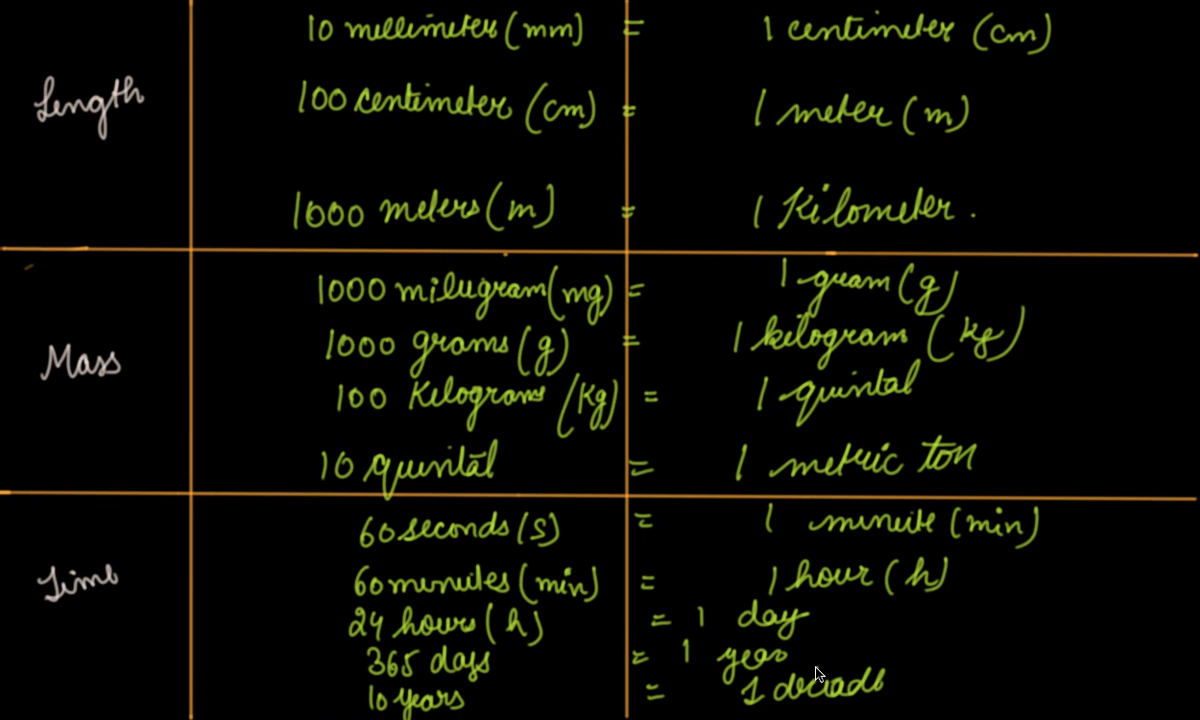 10 millimeter (mm) = 1 centimeter (cm)
Length 100 centimeter (cm) = 1 meter (m)
1000 meters (m) = 1 Kilometer.
1000 miligram (mg) = 1 gram (g)
1000 grams (g) = 1 kilogram (kg)
Mass
100 Kilograms (Kg) = 1 quintal
10 quintal = 1 metric ton
60 seconds (s) = 1 minute (min)
Time 60 minutes (min) = 1 hour (h)
24 hours (h) = 1 day
365 days = 1 year
10 years = 1 decade